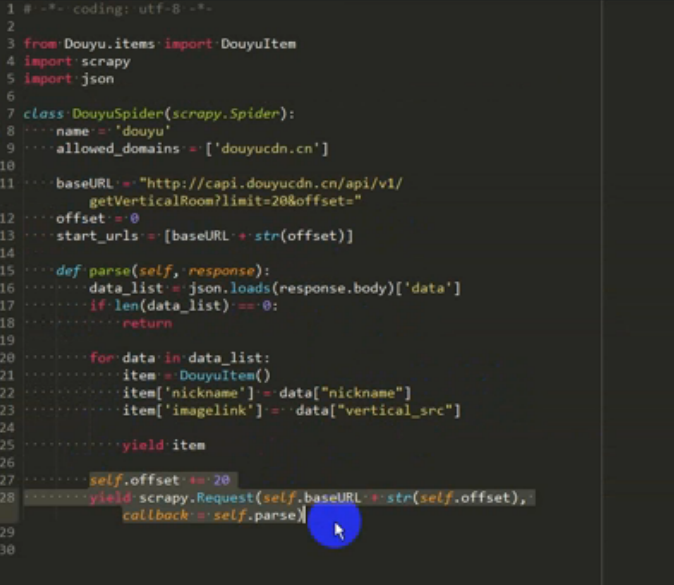 1 # -*- coding: utf-8 -*-
2
3 from Douyu.items import DouyuItem
4 import scrapy
5 import json
6
7 class DouyuSpider(scrapy.Spider):
8     name = 'douyu'
9     allowed_domains = ['douyucdn.cn']
10
11     baseURL = "http://capi.douyucdn.cn/api/v1/
        getVerticalRoom?limit=20&offset="
12     offset = 0
13     start_urls = [baseURL + str(offset)]
14
15     def parse(self, response):
16         data_list = json.loads(response.body)['data']
17         if len(data_list) == 0:
18             return
19
20         for data in data_list:
21             item = DouyuItem()
22             item['nickname'] = data["nickname"]
23             item['imagelink'] =  data["vertical_src"]
24
25             yield item
26
27         self.offset += 20
28         yield scrapy.Request(self.baseURL + str(self.offset),
            callback = self.parse)
29
30